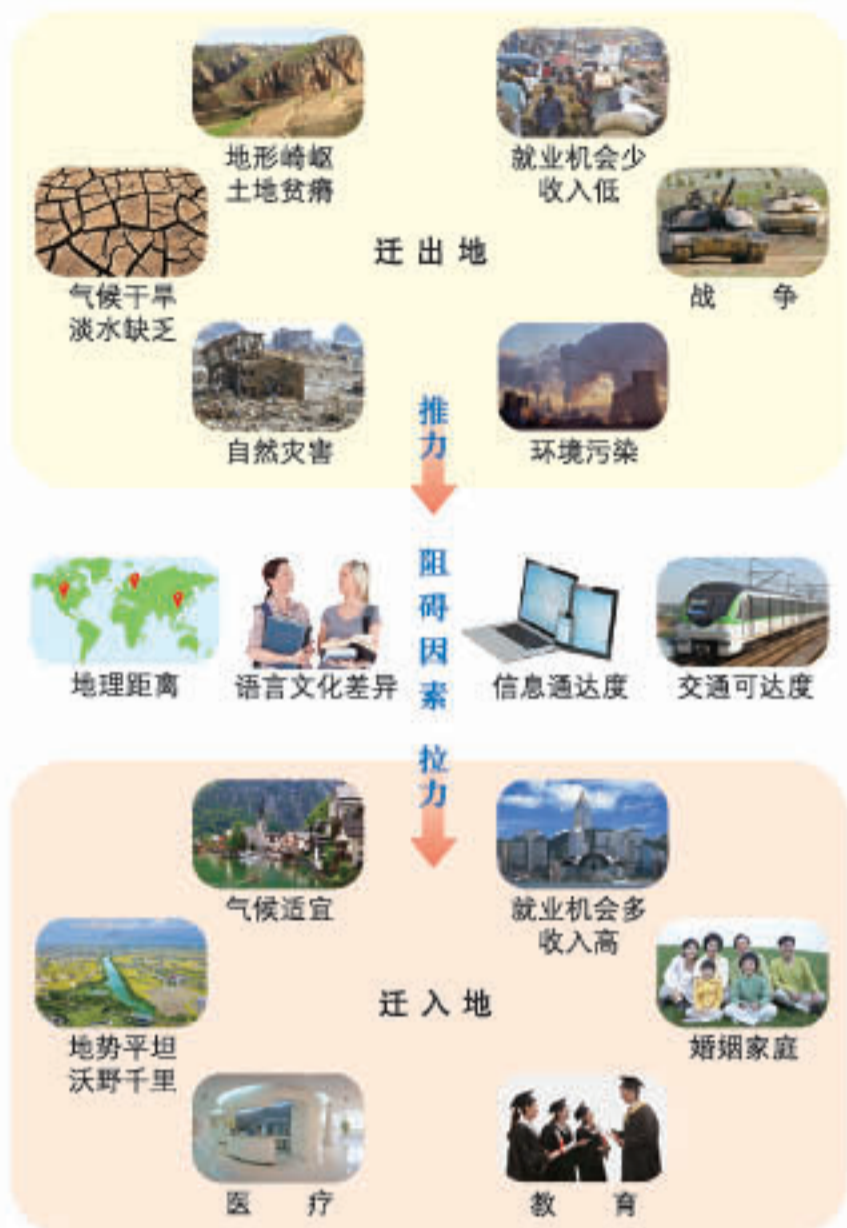 地形崎岖
土地贫瘠
就业机会少
收入低
气候干旱
淡水缺乏
迁出地
战 争
自然灾害
推力
环境污染
阻碍因素
地理距离
语言文化差异
信息通达度
交通可达度
拉力
气候适宜
就业机会多
收入高
地势平坦
沃野千里
迁入地
婚姻家庭
医 疗
教 育